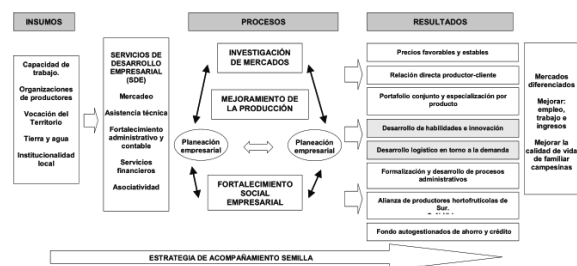 INSUMOS
PROCESOS
RESULTADOS
Capacidad de
trabajo.
Organizaciones
de productores
Vocación del
Territorio
Tierra y agua
Institucionalidad
local
SERVICIOS DE
DESARROLLO
EMPRESARIAL
(SDE)
Mercadeo
Asistencia técnica
Fortalecimiento
administrativo y
contable
Servicios
financieros
Asociatividad
INVESTIGACIÓN
DE MERCADOS
MEJORAMIENTO DE
LA PRODUCCIÓN
Planeación
empresarial
Planeación
empresarial
FORTALECIMIENTO
SOCIAL
EMPRESARIAL
Precios favorables y estables
Relación directa productor-cliente
Portafolio conjunto y especialización por
producto
Desarrollo de habilidades e innovación
Desarrollo logístico en torno a la demanda
Formalización y desarrollo de procesos
administrativos
Alianza de productores hortofrutícolas de
Sur.
Fondo autogestionados de ahorro y crédito
Mercados
diferenciados
Mejorar:
empleo,
trabajo e
ingresos
Mejorar la
calidad de vida
de familiar
campesinas
ESTRATEGIA DE ACOMPAÑAMIENTO SEMILLA